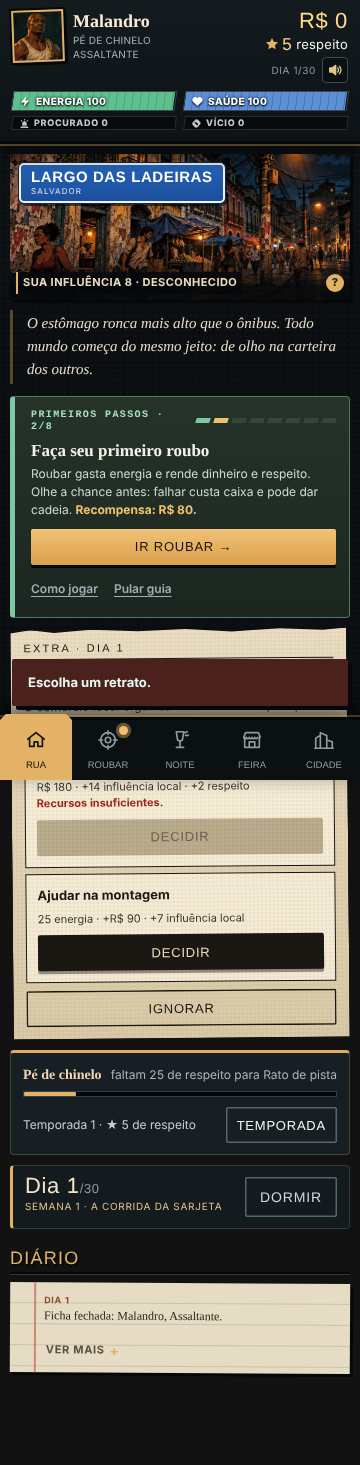 Malandro
PÉ DE CHINELO
ASSALTANTE
R$ 0
★ 5 respeito
DIA 1/30
ENERGIA 100
SAÚDE 100
PROCURADO 0
VÍCIO 0
LARGO DAS LADEIRAS
SALVADOR
SUA INFLUÊNCIA 8 · DESCONHECIDO
?
O estômago ronca mais alto que o ônibus. Todo
mundo começa do mesmo jeito: de olho na carteira
dos outros.
PRIMEIROS PASSOS ·
2/8
Faça seu primeiro roubo
Roubar gasta energia e rende dinheiro e respeito.
Olhe a chance antes: falhar custa caixa e pode dar
cadeia. Recompensa: R$ 80.
IR ROUBAR →
Como jogar
Pular guia
EXTRA · DIA 1
Escolha um retrato.
RUA
ROUBAR
NOITE
FEIRA
CIDADE
R$ 180 · +14 influência local · +2 respeito
Recursos insuficientes.
DECIDIR
Ajudar na montagem
25 energia · +R$ 90 · +7 influência local
DECIDIR
IGNORAR
Pé de chinelo
faltam 25 de respeito para Rato de pista
Temporada 1 · ★ 5 de respeito
TEMPORADA
Dia 1/30
SEMANA 1 · A CORRIDA DA SARJETA
DORMIR
DIÁRIO
DIA 1
Ficha fechada: Malandro, Assaltante.
VER MAIS +